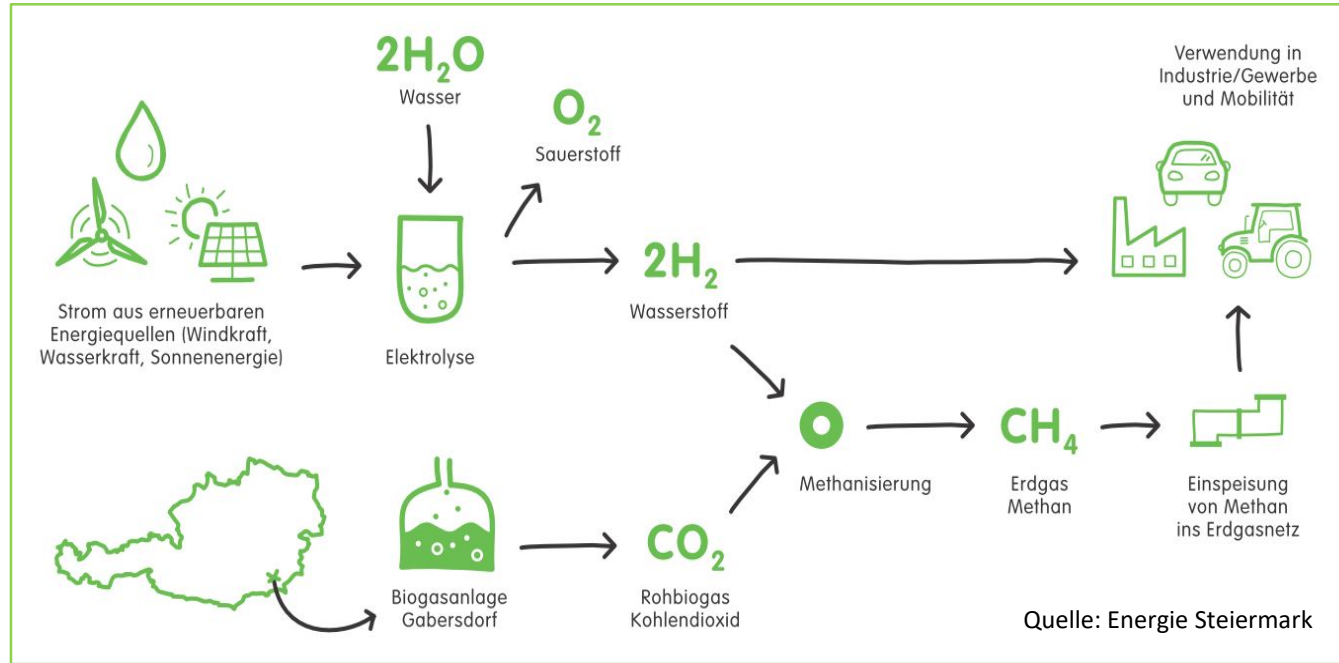 2H₂O
Wasser
O₂
Sauerstoff
Verwendung in
Industrie/Gewerbe
und Mobilität
Strom aus erneuerbaren
Energiequellen (Windkraft,
Wasserkraft, Sonnenenergie)
Elektrolyse
2H₂
Wasserstoff
Methanisierung
CH₄
Erdgas
Methan
Einspeisung
von Methan
ins Erdgasnetz
Biogasanlage
Gabersdorf
CO₂
Rohbiogas
Kohlendioxid
Quelle: Energie Steiermark